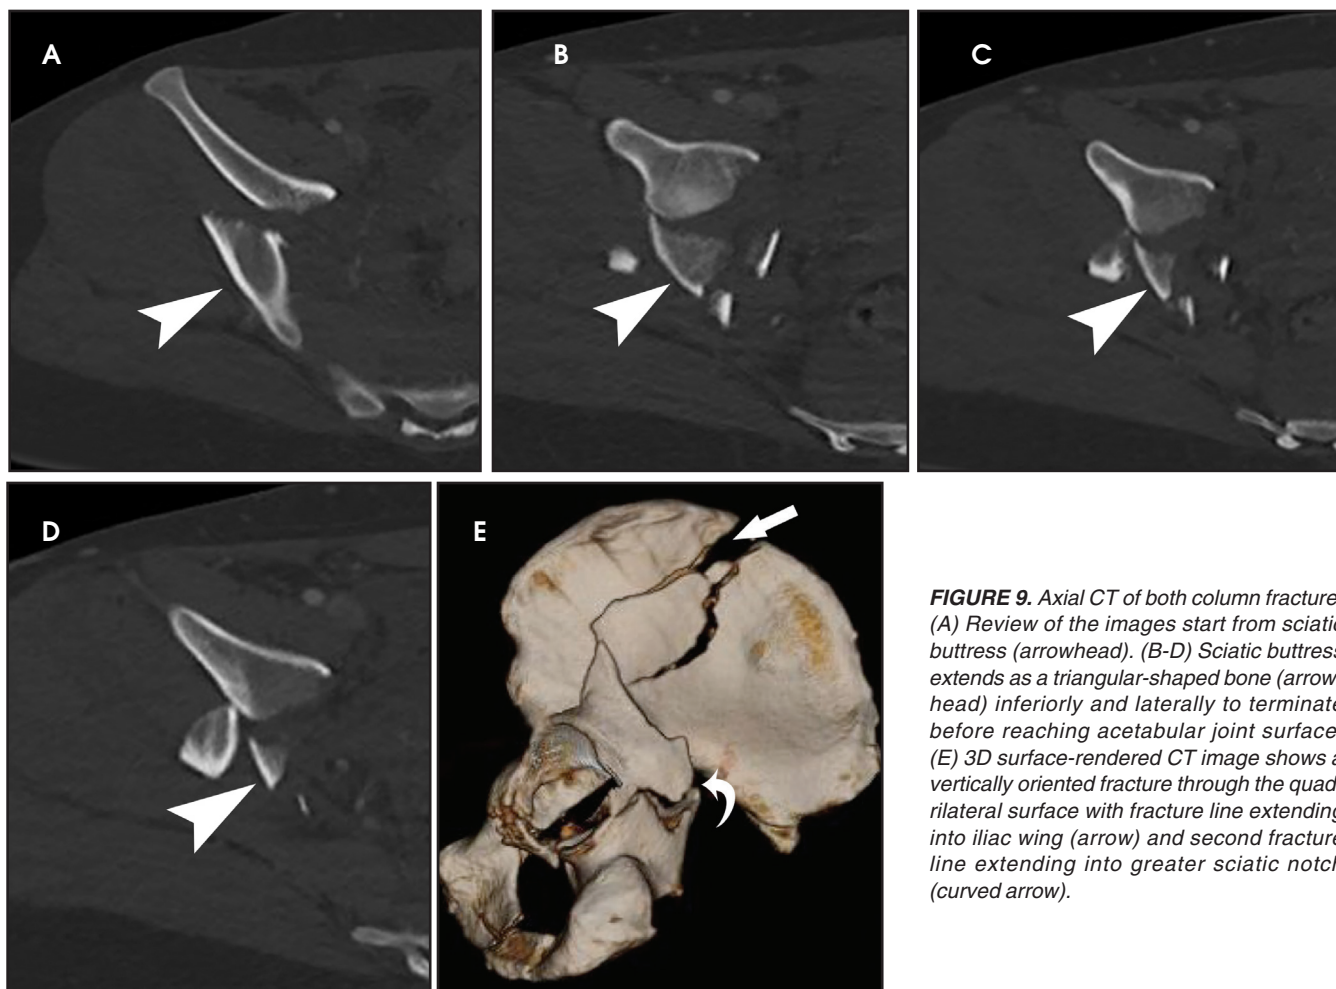 A
B
C
D
E
FIGURE 9. Axial CT of both column fracture.
(A) Review of the images start from sciatic
buttress (arrowhead). (B-D) Sciatic buttress
extends as a triangular-shaped bone (arrow-
head) inferiorly and laterally to terminate
before reaching acetabular joint surface.
(E) 3D surface-rendered CT image shows a
vertically oriented fracture through the quad-
rilateral surface with fracture line extending
into iliac wing (arrow) and second fracture
line extending into greater sciatic notch
(curved arrow).